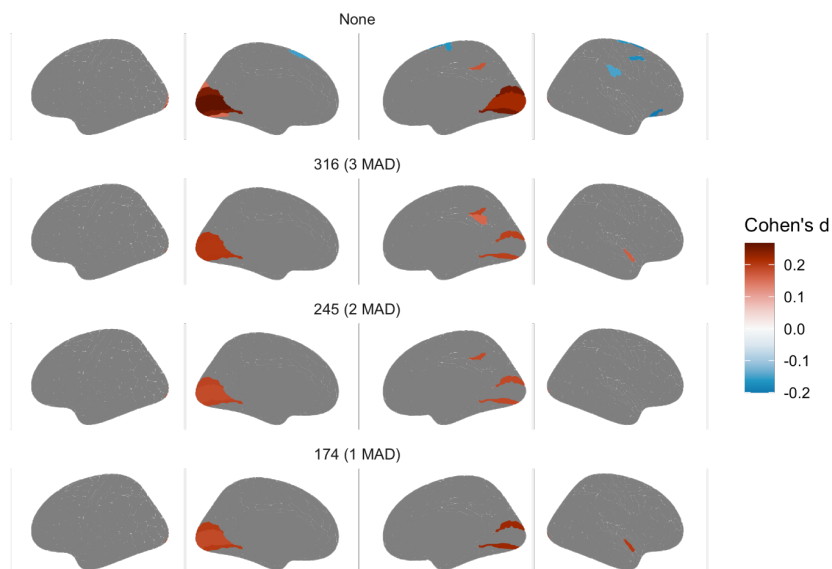 None
316 (3 MAD)
245 (2 MAD)
174 (1 MAD)
Cohen's d
0.2
0.1
0.0
-0.1
-0.2